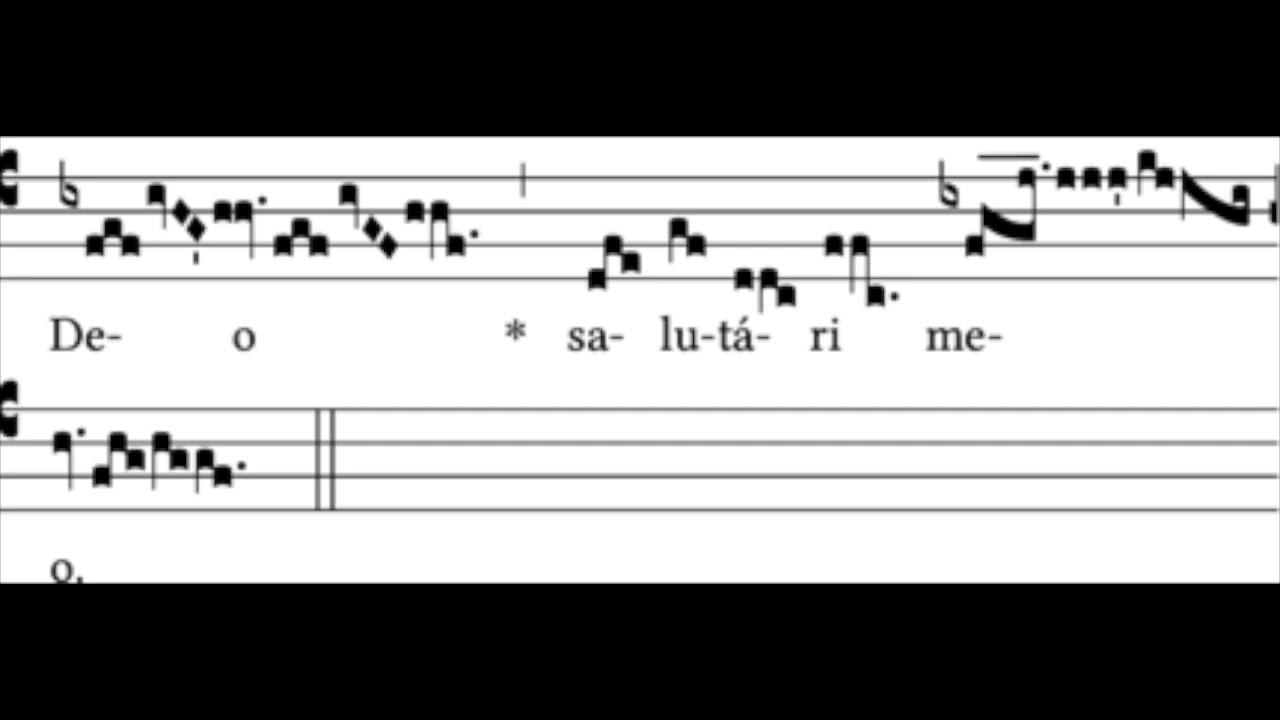 De- o * sa- lu-tá- ri me-
o.